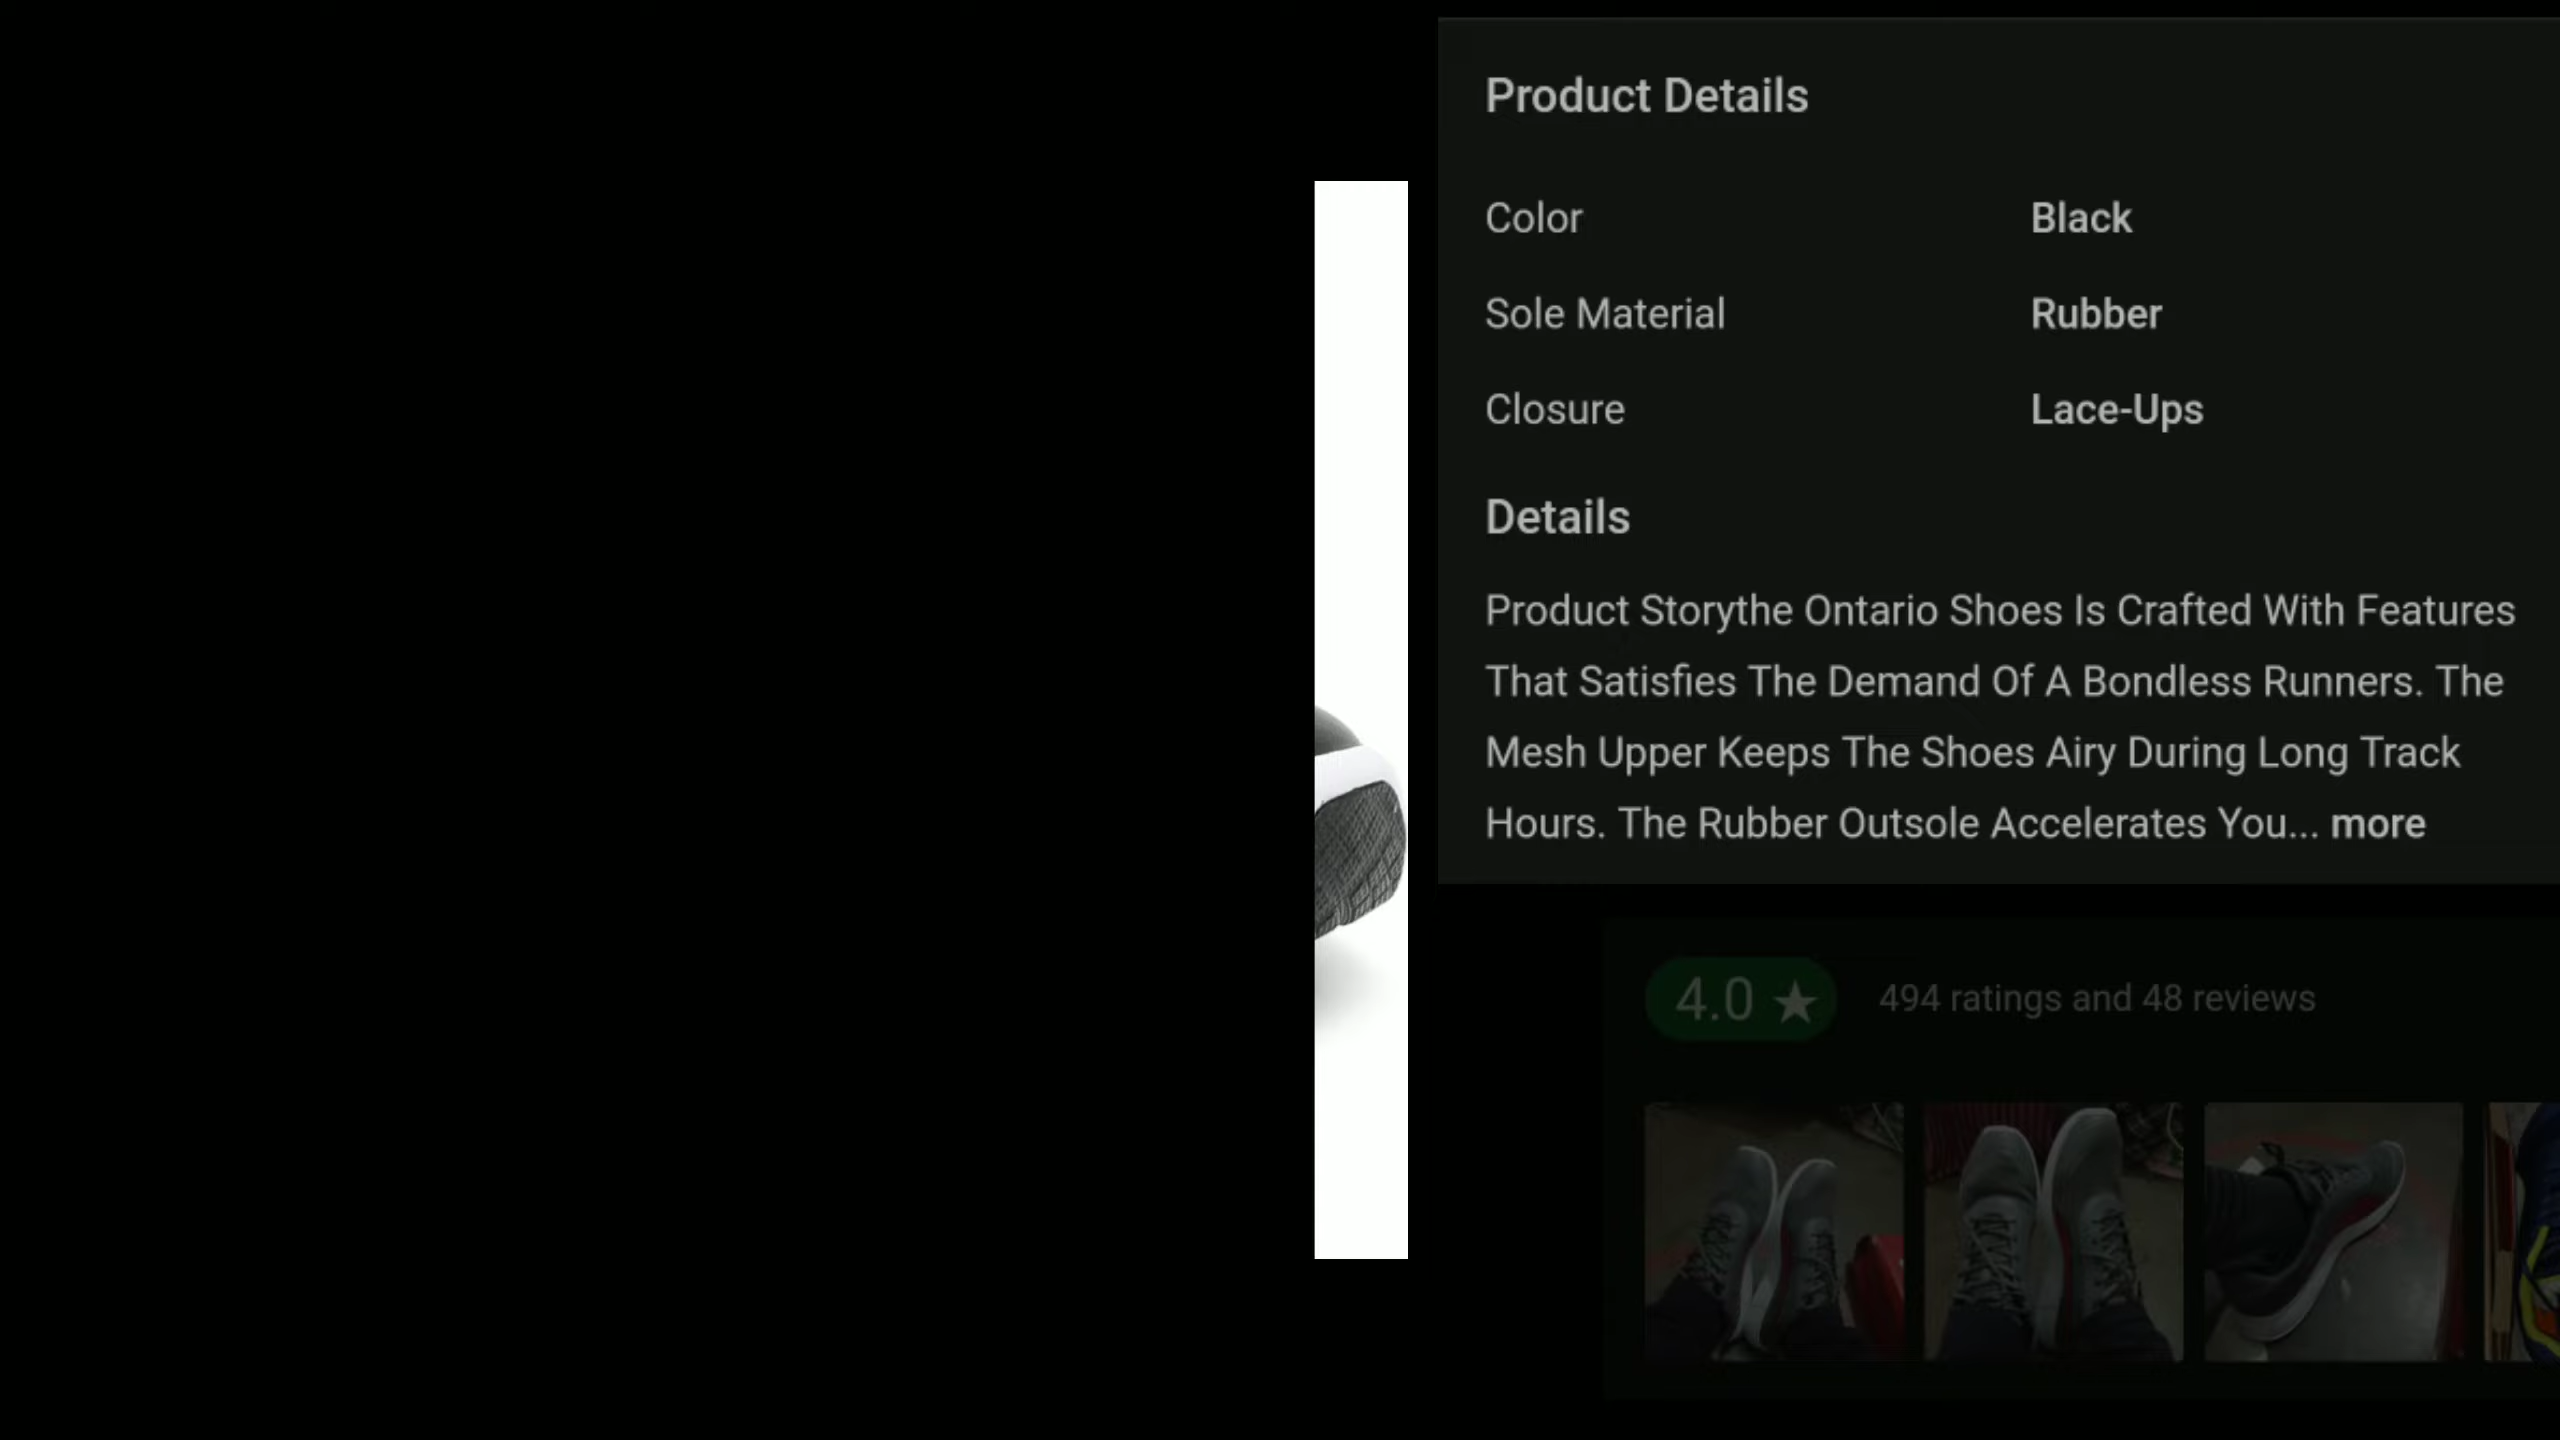 Product Details
Color Black
Sole Material Rubber
Closure Lace-Ups
Details
Product Storythe Ontario Shoes Is Crafted With Features
That Satisfies The Demand Of A Bondless Runners. The
Mesh Upper Keeps The Shoes Airy During Long Track
Hours. The Rubber Outsole Accelerates You... more
4.0 ★ 494 ratings and 48 reviews